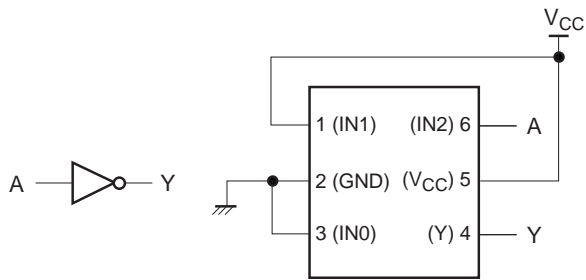 VCC
1 (IN1) (IN2) 6 A
A Y 2 (GND) (VCC) 5
3 (IN0) (Y) 4 Y